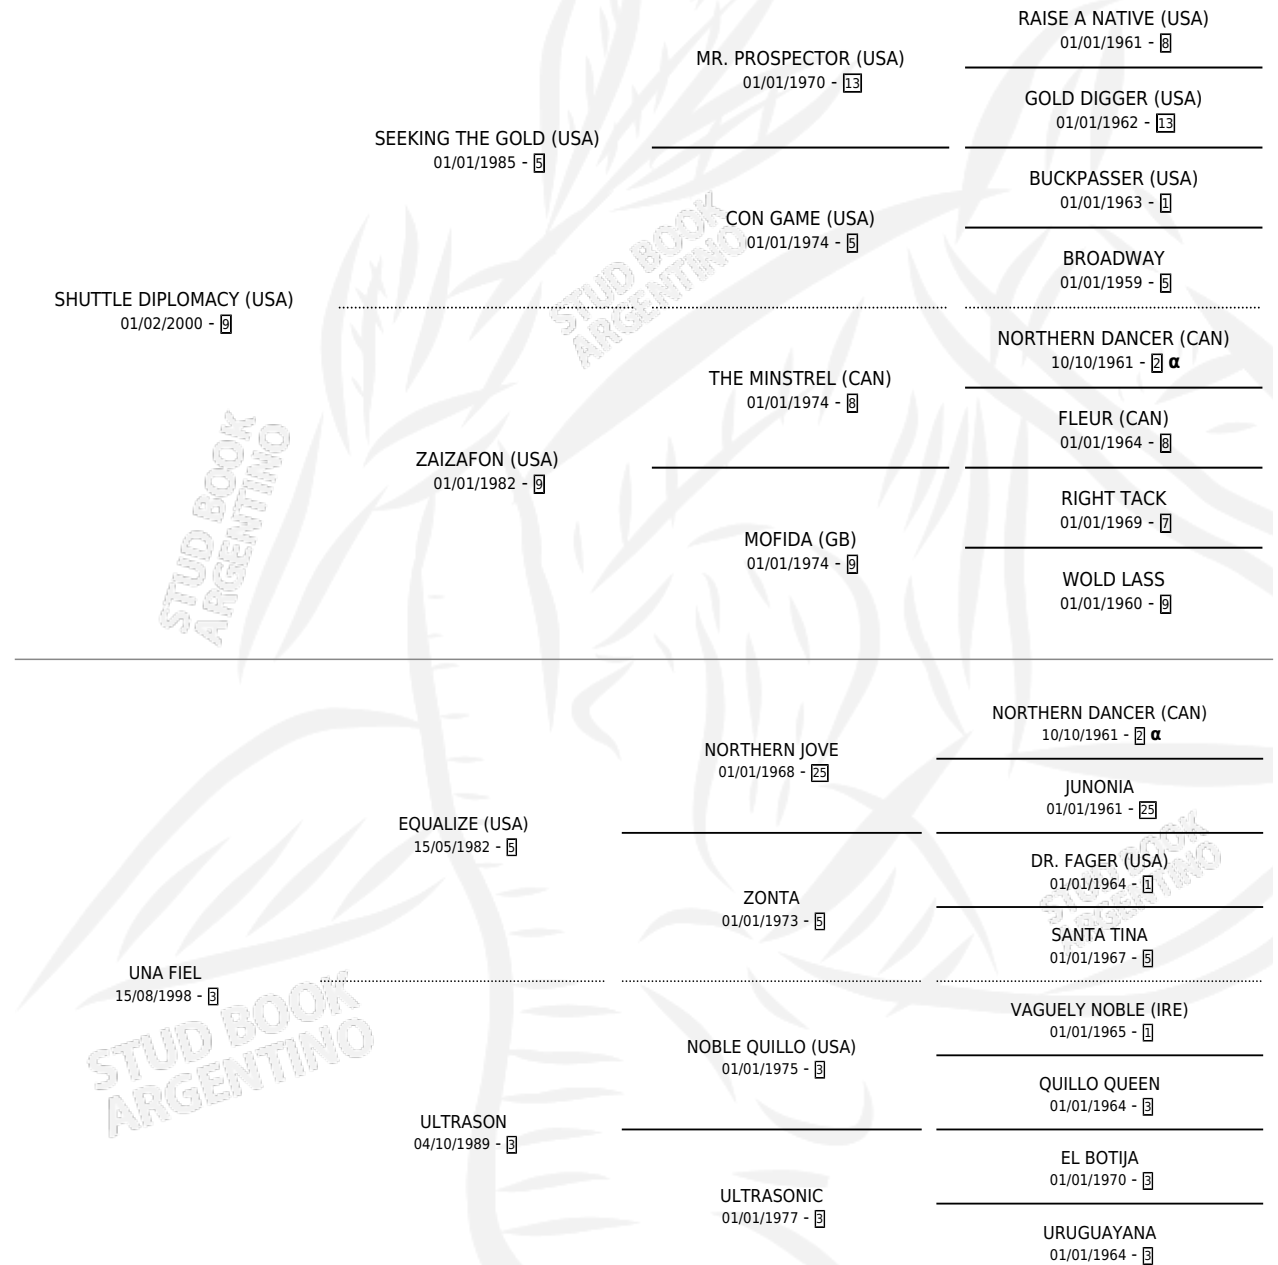 RAISE A NATIVE (USA)
01/01/1961 - 8
MR. PROSPECTOR (USA)
01/01/1970 - 13
GOLD DIGGER (USA)
01/01/1962 - 13
SEEKING THE GOLD (USA)
01/01/1985 - 5
BUCKPASSER (USA)
01/01/1963 - 1
CON GAME (USA)
01/01/1974 - 5
BROADWAY
01/01/1959 - 5
SHUTTLE DIPLOMACY (USA)
01/02/2000 - 9
STUD BOOK
ARGENTINO
NORTHERN DANCER (CAN)
10/10/1961 - 2 α
THE MINSTREL (CAN)
01/01/1974 - 8
FLEUR (CAN)
01/01/1964 - 8
ZAIZAFON (USA)
01/01/1982 - 9
RIGHT TACK
01/01/1969 - 7
MOFIDA (GB)
01/01/1974 - 9
WOLD LASS
01/01/1960 - 9
STUD BOOK
ARGENTINO
NORTHERN DANCER (CAN)
10/10/1961 - 2 α
NORTHERN JOVE
01/01/1968 - 25
JUNONIA
01/01/1961 - 25
EQUALIZE (USA)
15/05/1982 - 5
DR. FAGER (USA)
01/01/1964 - 1
ZONTA
01/01/1973 - 5
SANTA TINA
01/01/1967 - 5
STUD BOOK
ARGENTINO
UNA FIEL
15/08/1998 - 3
VAGUELY NOBLE (IRE)
01/01/1965 - 1
NOBLE QUILLO (USA)
01/01/1975 - 3
QUILLO QUEEN
01/01/1964 - 3
STUD BOOK
ARGENTINO
ULTRASON
04/10/1989 - 3
EL BOTIJA
01/01/1970 - 3
ULTRASONIC
01/01/1977 - 3
URUGUAYANA
01/01/1964 - 3